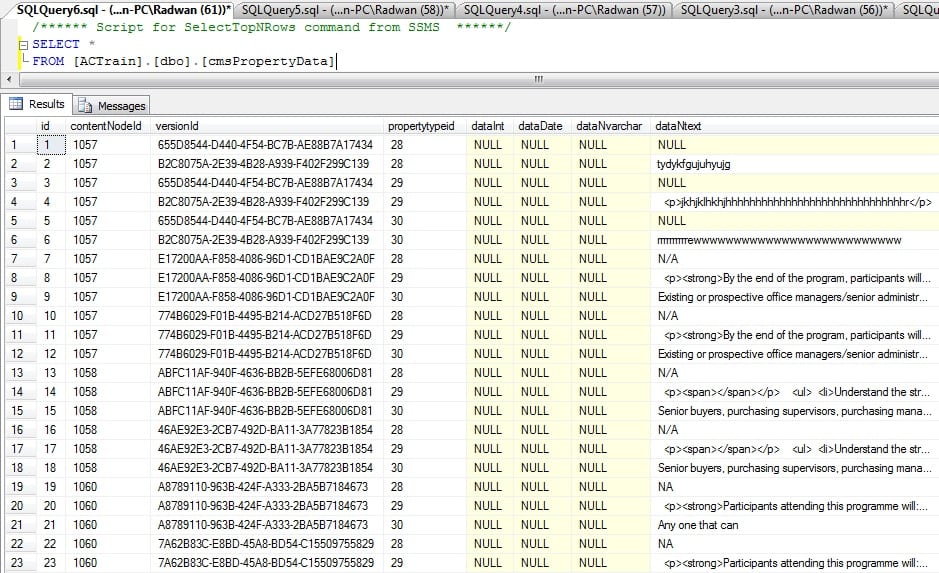 SQLQuery6.sql - (...n-PC\Radwan (61))* SQLQuery5.sql - (...n-PC\Radwan (58))* SQLQuery4.sql - (...n-PC\Radwan (57)) SQLQuery3.sql - (...n-PC\Radwan (56))* SQLQu
/****** Script for SelectTopNRows command from SSMS ******/
SELECT *
FROM [ACTrain].[dbo].[cmsPropertyData]
Results Messages
id contentNodeId versionId propertytypeid dataInt dataDate dataNvarchar dataNtext
1 1 1057 655D8544-D440-4F54-BC7B-AE88B7A17434 28 NULL NULL NULL NULL
2 2 1057 B2C8075A-2E39-4B28-A939-F402F299C139 28 NULL NULL NULL tydykfgujuhyujg
3 3 1057 655D8544-D440-4F54-BC7B-AE88B7A17434 29 NULL NULL NULL NULL
4 4 1057 B2C8075A-2E39-4B28-A939-F402F299C139 29 NULL NULL NULL
5 5 1057 655D8544-D440-4F54-BC7B-AE88B7A17434 30 NULL NULL NULL NULL
6 6 1057 B2C8075A-2E39-4B28-A939-F402F299C139 30 NULL NULL NULL
7 7 1057 E17200AA-F858-4086-96D1-CD1BAE9C2A0F 28 NULL NULL NULL N/A
8 8 1057 E17200AA-F858-4086-96D1-CD1BAE9C2A0F 29 NULL NULL NULL <p><strong>By the end of the program, participants will...
9 9 1057 E17200AA-F858-4086-96D1-CD1BAE9C2A0F 30 NULL NULL NULL Existing or prospective office managers/senior administr...
10 10 1057 774B6029-F01B-4495-B214-ACD27B518F6D 28 NULL NULL NULL N/A
11 11 1057 774B6029-F01B-4495-B214-ACD27B518F6D 29 NULL NULL NULL <p><strong>By the end of the program, participants will...
12 12 1057 774B6029-F01B-4495-B214-ACD27B518F6D 30 NULL NULL NULL Existing or prospective office managers/senior administr...
13 13 1058 ABFC11AF-940F-4636-BB2B-5EFE68006D81 28 NULL NULL NULL N/A
14 14 1058 ABFC11AF-940F-4636-BB2B-5EFE68006D81 29 NULL NULL NULL <p><span></span></p> <ul> <li>Understand the str...
15 15 1058 ABFC11AF-940F-4636-BB2B-5EFE68006D81 30 NULL NULL NULL Senior buyers, purchasing supervisors, purchasing mana...
16 16 1058 46AE92E3-2CB7-492D-BA11-3A77823B1854 28 NULL NULL NULL N/A
17 17 1058 46AE92E3-2CB7-492D-BA11-3A77823B1854 29 NULL NULL NULL <p><span></span></p> <ul> <li>Understand the str...
18 18 1058 46AE92E3-2CB7-492D-BA11-3A77823B1854 30 NULL NULL NULL Senior buyers, purchasing supervisors, purchasing mana...
19 19 1060 A8789110-963B-424F-A333-2BA5B7184673 28 NULL NULL NULL NA
20 20 1060 A8789110-963B-424F-A333-2BA5B7184673 29 NULL NULL NULL <p><strong>Participants attending this programme will:...
21 21 1060 A8789110-963B-424F-A333-2BA5B7184673 30 NULL NULL NULL Any one that can
22 22 1060 7A62B83C-E8BD-45A8-BD54-C15509755829 28 NULL NULL NULL NA
23 23 1060 7A62B83C-E8BD-45A8-BD54-C15509755829 29 NULL NULL NULL <p><strong>Participants attending this programme will:...